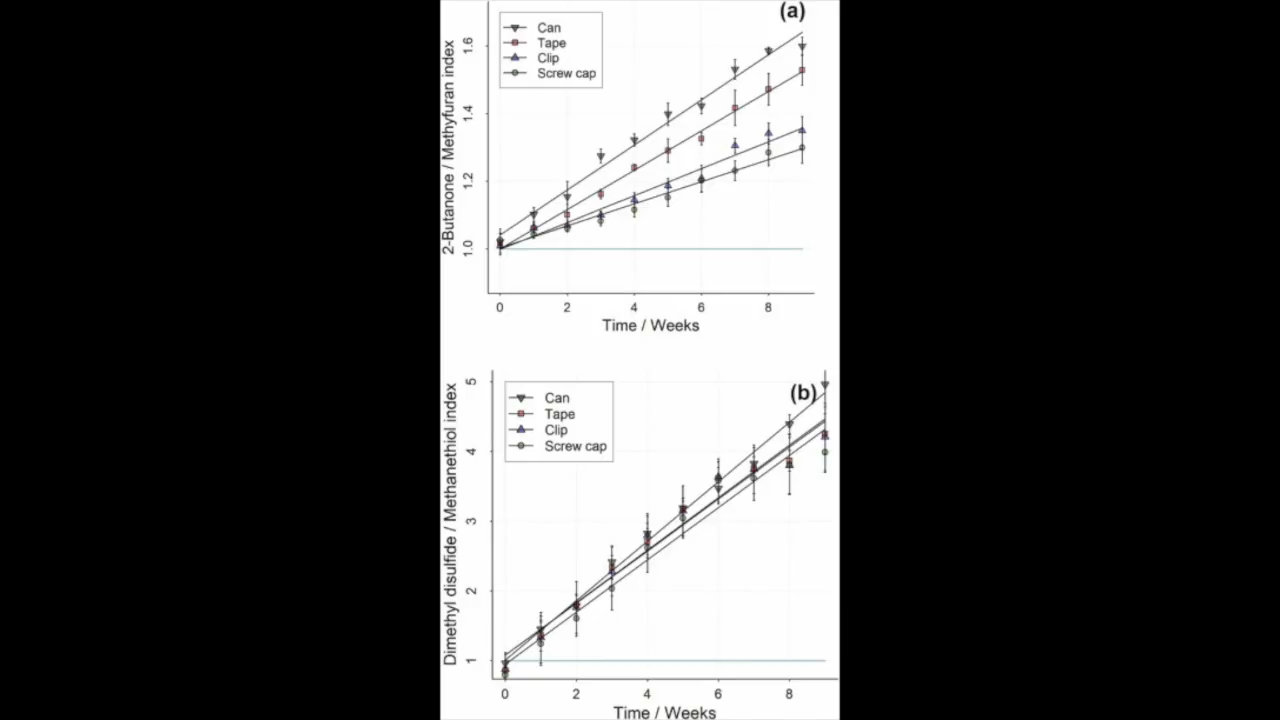 (a)
Can
Tape
Clip
Screw cap
2-Butanone / Methyfuran index
1.6
1.4
1.2
1.0
0 2 4 6 8
Time / Weeks
(b)
Can
Tape
Clip
Screw cap
Dimethyl disulfide / Methanethiol index
5
4
3
2
1
0 2 4 6 8
Time / Weeks